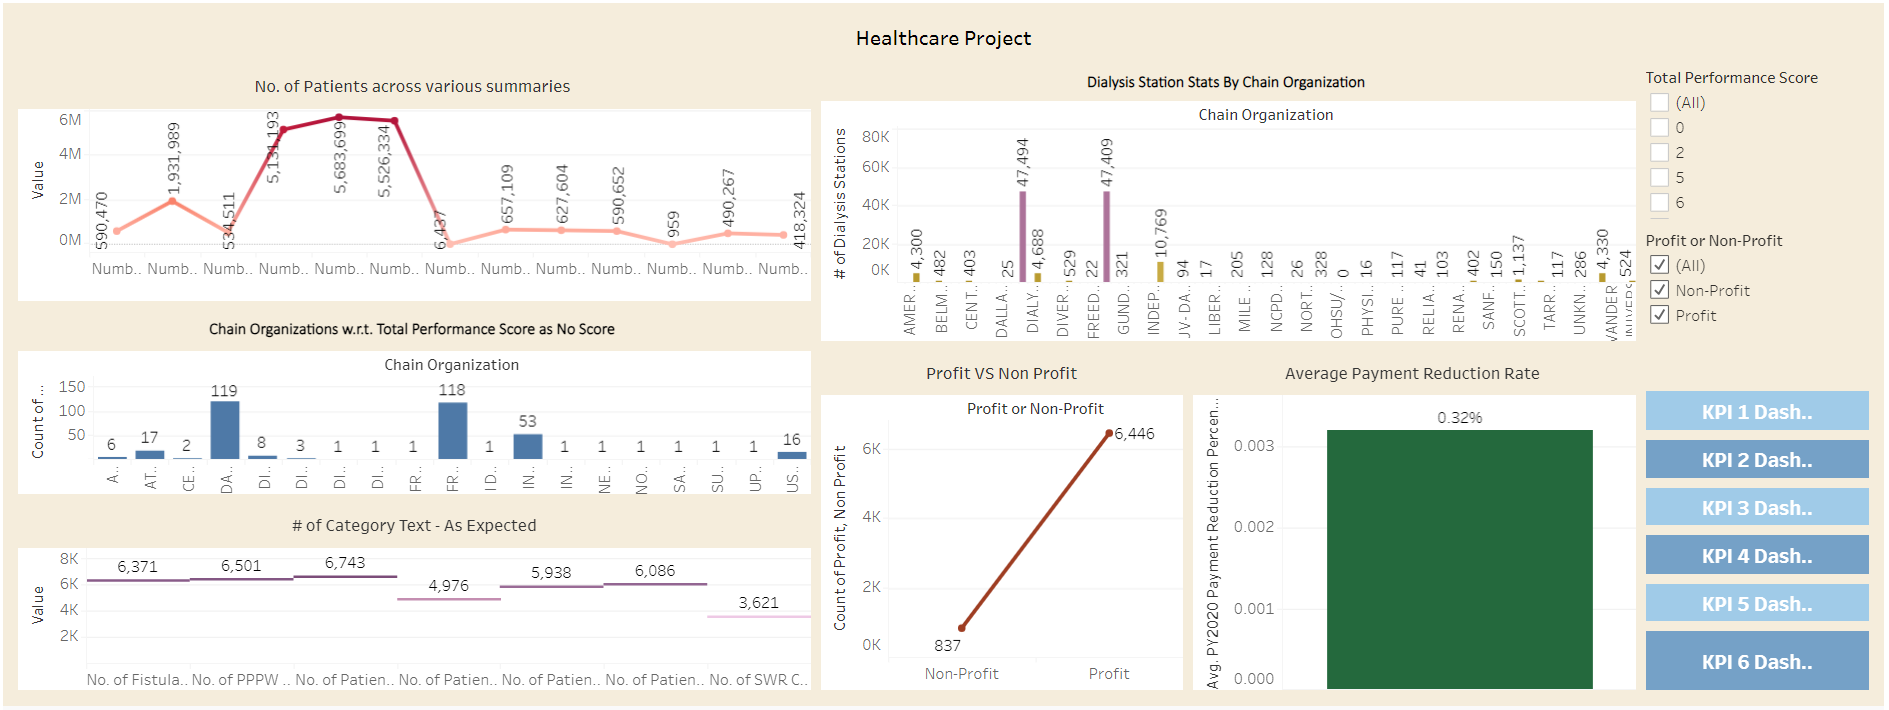 Healthcare Project
No. of Patients across various summaries
6M
4M
2M
0M
Value
590,470
1,931,989
534,511
5,131,193
5,683,699
5,526,334
6,437
657,109
627,604
590,652
959
490,267
418,324
Numb.. Numb.. Numb.. Numb.. Numb.. Numb.. Numb.. Numb.. Numb.. Numb.. Numb.. Numb.. Numb..
Chain Organizations w.r.t. Total Performance Score as No Score
Chain Organization
Count of ..
150
100
50
6 17 2 119 8 3 1 1 1 118 1 53 1 1 1 1 1 1 16
A.. AT.. CE.. DA.. DI.. DI.. DI.. DI.. FR.. FR.. I D.. IN.. IN.. NE.. NO.. SA.. SU.. UP.. US..
# of Category Text - As Expected
Value
8K
6K
4K
2K
6,371 6,501 6,743 4,976 5,938 6,086 3,621
No. of Fistula.. No. of PPPW .. No. of Patien.. No. of Patien.. No. of Patien.. No. of Patien.. No. of SWR C..
Dialysis Station Stats By Chain Organization
Chain Organization
# of Dialysis Stations
80K
60K
40K
20K
0K
4,300 482 403 25 47,494 4,688 529 22 47,409 321 10,769 94 17 205 128 26 328 0 16 117 41 103 402 150 1,137 117 286 4,330 524
AMER.. BELM.. CENT.. DALLA.. DIALY.. DIVER.. FREED.. GUND.. INDEP.. JV- DA.. LIBER.. MILE .. NCPD.. NORT.. OHSU/.. PHYSI.. PURE .. RELIA.. RENA.. SANF.. SCOTT.. TARR.. UNKN.. VANDER
Profit VS Non Profit
Profit or Non-Profit
Count of Profit, Non Profit
6K
4K
2K
0K
837
6,446
Non-Profit Profit
Average Payment Reduction Rate
Avg. PY2020 Payment Reduction Percen...
0.003
0.002
0.001
0.000
0.32%
Total Performance Score
(All)
0
2
5
6
Profit or Non-Profit
(All)
Non-Profit
Profit
KPI 1 Dash..
KPI 2 Dash..
KPI 3 Dash..
KPI 4 Dash..
KPI 5 Dash..
KPI 6 Dash..